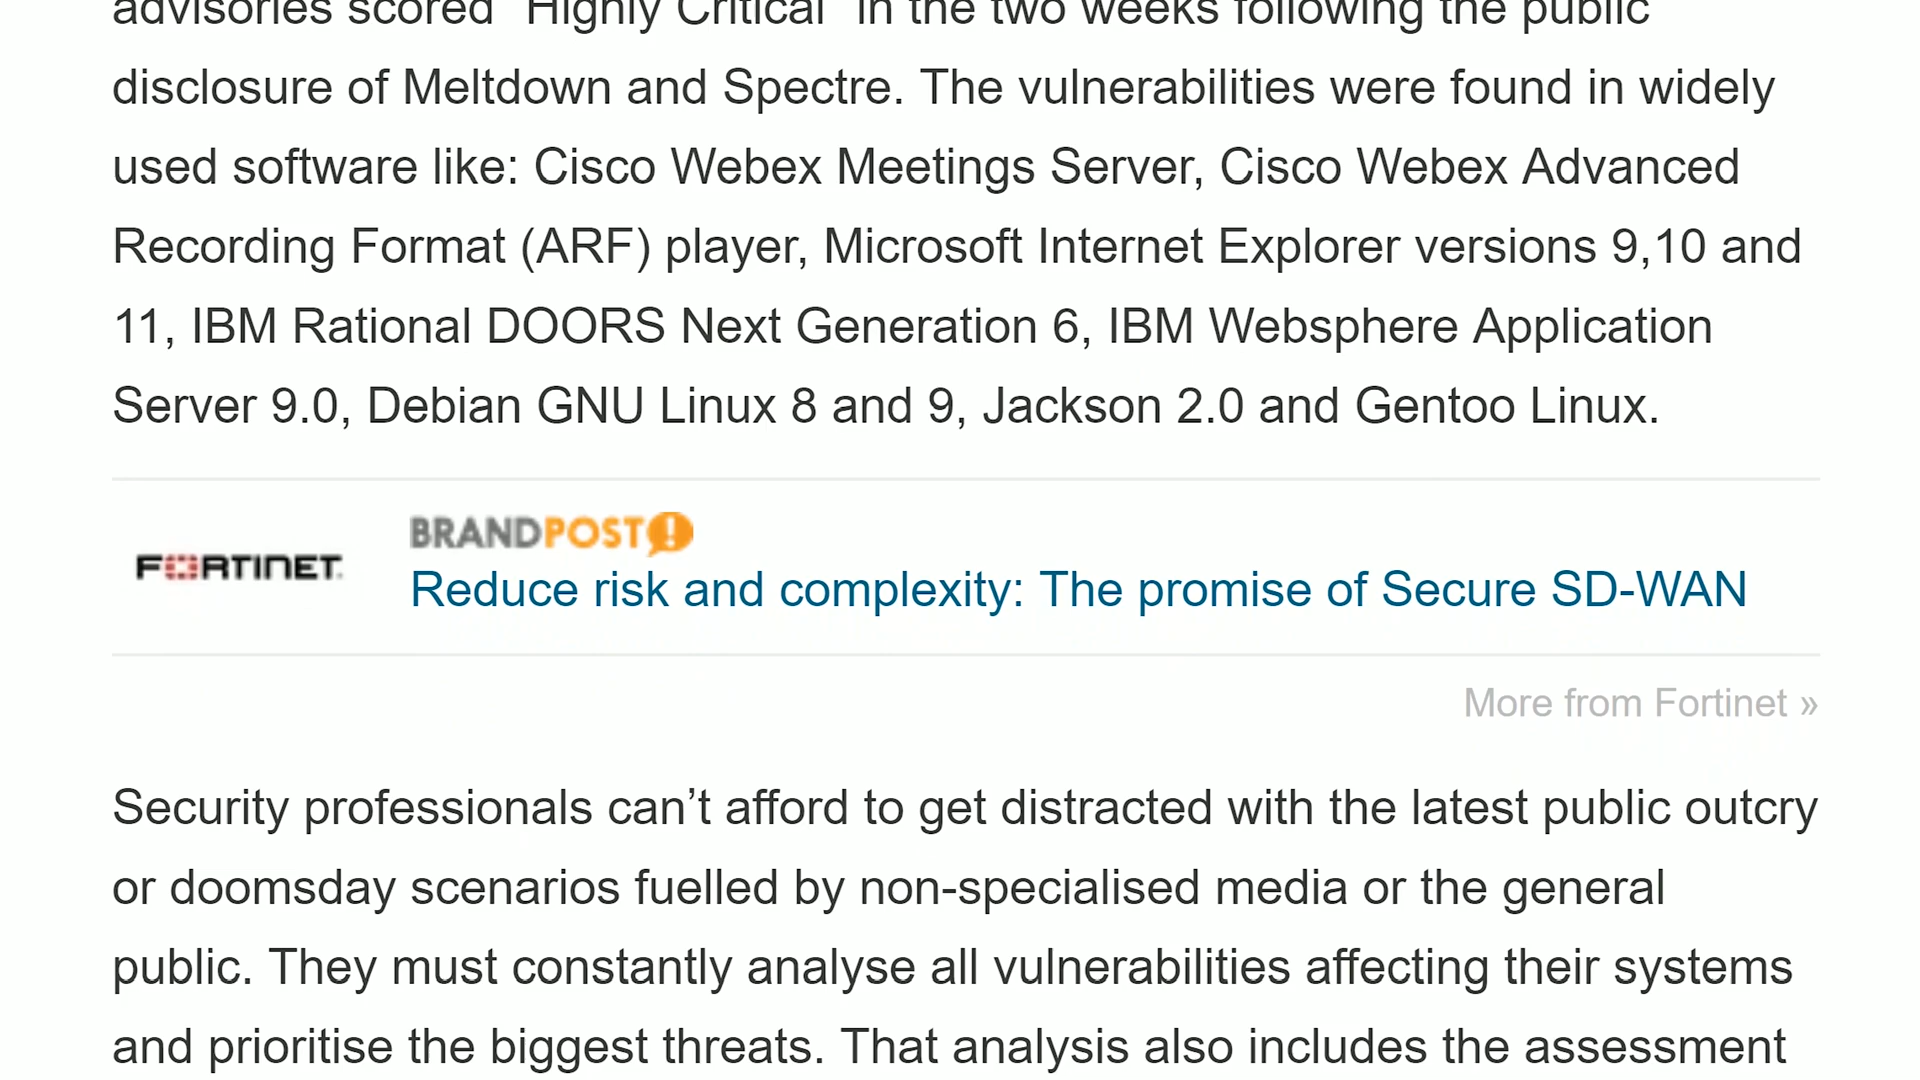 advisories scored "Highly Critical" in the two weeks following the public
disclosure of Meltdown and Spectre. The vulnerabilities were found in widely
used software like: Cisco Webex Meetings Server, Cisco Webex Advanced
Recording Format (ARF) player, Microsoft Internet Explorer versions 9,10 and
11, IBM Rational DOORS Next Generation 6, IBM Websphere Application
Server 9.0, Debian GNU Linux 8 and 9, Jackson 2.0 and Gentoo Linux.
FORTINET
BRANDPOST!
Reduce risk and complexity: The promise of Secure SD-WAN
More from Fortinet »
Security professionals can’t afford to get distracted with the latest public outcry
or doomsday scenarios fuelled by non-specialised media or the general
public. They must constantly analyse all vulnerabilities affecting their systems
and prioritise the biggest threats. That analysis also includes the assessment